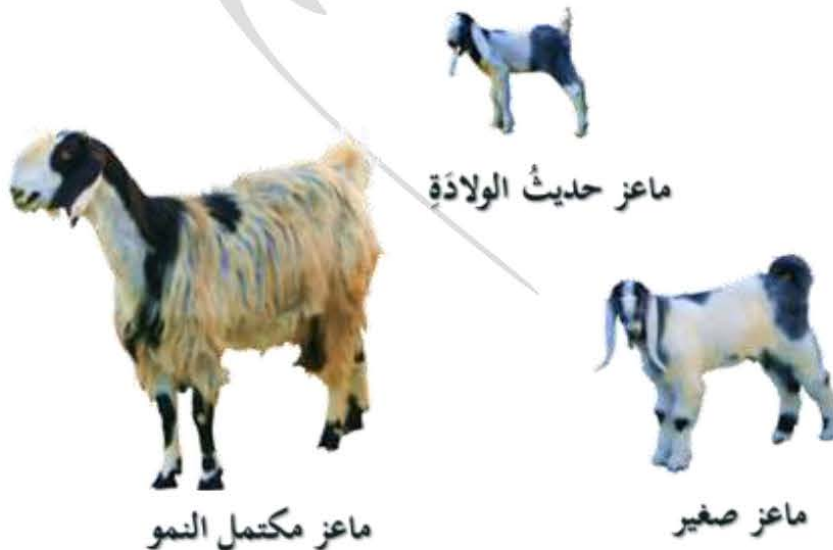 ماعز حديثُ الولادَةِ
ماعز صغير
ماعز مكتمل النمو